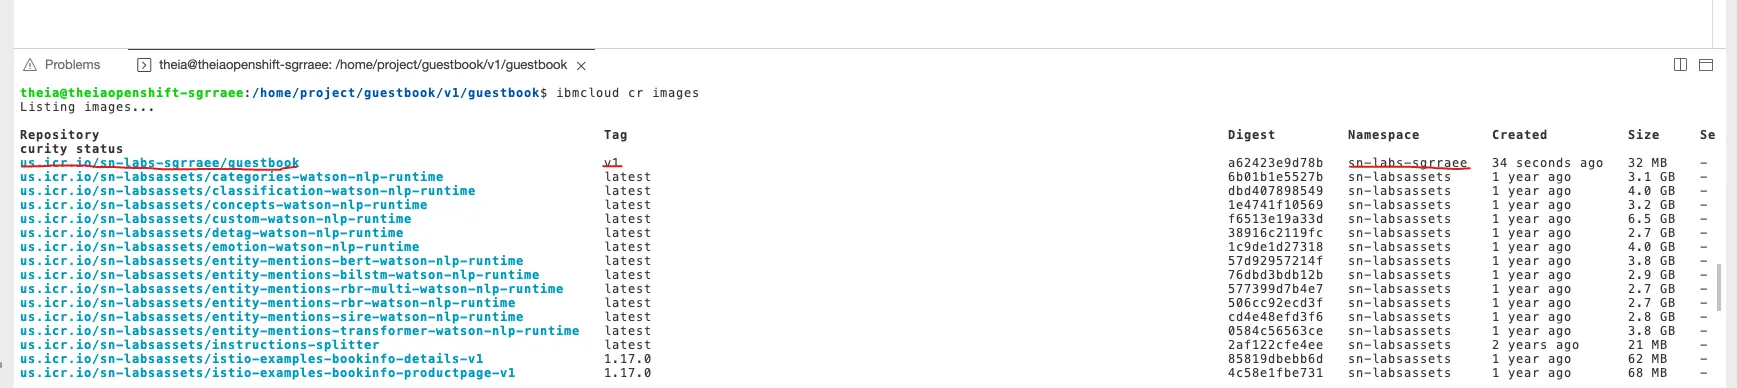 Problems theia@theiaopenshift-sgrraee: /home/project/guestbook/v1/guestbook
theia@theiaopenshift-sgrraee:/home/project/guestbook/v1/guestbook$ ibmcloud cr images
Listing images...
Repository Tag Digest Namespace Created Size Se
curity status
us.icr.io/sn-labs-sgrraee/guestbook v1 a62423e9d78b sn-labs-sgrraee 34 seconds ago 32 MB -
us.icr.io/sn-labsassets/categories-watson-nlp-runtime latest 6b01b1e5527b sn-labsassets 1 year ago 3.1 GB -
us.icr.io/sn-labsassets/classification-watson-nlp-runtime latest dbd407898549 sn-labsassets 1 year ago 4.0 GB -
us.icr.io/sn-labsassets/concepts-watson-nlp-runtime latest 1e4741f10569 sn-labsassets 1 year ago 3.2 GB -
us.icr.io/sn-labsassets/custom-watson-nlp-runtime latest f6513e19a33d sn-labsassets 1 year ago 6.5 GB -
us.icr.io/sn-labsassets/detag-watson-nlp-runtime latest 38916c2119fc sn-labsassets 1 year ago 2.7 GB -
us.icr.io/sn-labsassets/emotion-watson-nlp-runtime latest 1c9de1d27318 sn-labsassets 1 year ago 4.0 GB -
us.icr.io/sn-labsassets/entity-mentions-bert-watson-nlp-runtime latest 57d92957214f sn-labsassets 1 year ago 3.8 GB -
us.icr.io/sn-labsassets/entity-mentions-bilstm-watson-nlp-runtime latest 76dbd3bdb12b sn-labsassets 1 year ago 2.9 GB -
us.icr.io/sn-labsassets/entity-mentions-rbr-multi-watson-nlp-runtime latest 577399d7b4e7 sn-labsassets 1 year ago 2.7 GB -
us.icr.io/sn-labsassets/entity-mentions-rbr-watson-nlp-runtime latest 506cc92ecd3f sn-labsassets 1 year ago 2.7 GB -
us.icr.io/sn-labsassets/entity-mentions-sire-watson-nlp-runtime latest cd4e48efd3f6 sn-labsassets 1 year ago 2.8 GB -
us.icr.io/sn-labsassets/entity-mentions-transformer-watson-nlp-runtime latest 0584c56563ce sn-labsassets 1 year ago 3.8 GB -
us.icr.io/sn-labsassets/instructions-splitter latest 2af122cfe4ee sn-labsassets 2 years ago 21 MB -
us.icr.io/sn-labsassets/istio-examples-bookinfo-details-v1 1.17.0 85819dbebb6d sn-labsassets 1 year ago 62 MB -
us.icr.io/sn-labsassets/istio-examples-bookinfo-productpage-v1 1.17.0 4c58e1fbe731 sn-labsassets 1 year ago 68 MB -